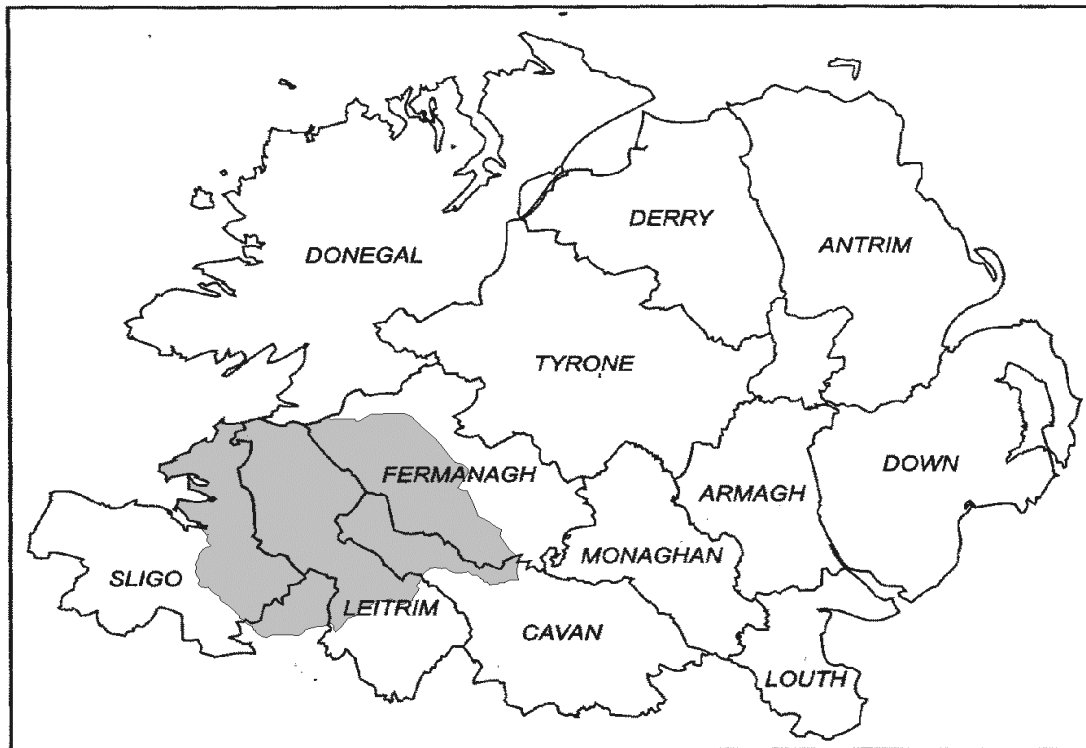 DERRY
ANTRIM
DONEGAL
TYRONE
FERMANAGH
DOWN
ARMAGH
MONAGHAN
SLIGO
LEITRIM
CAVAN
LOUTH